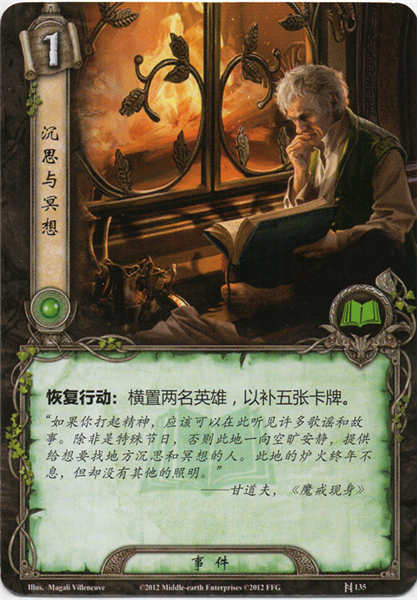 1
沉思与冥想
恢复行动：横置两名英雄，以补五张卡牌。
“如果你打起精神，应该可以在此听见许多歌谣和故
事。除非是特殊节日，否则此地一向空旷安静，提供
给想要找地方沉思和冥想的人。此地的炉火终年不
息，但却没有其他的照明。”
——甘道夫，《魔戒现身》
事件
Illus. Magali Villeneuve ©2012 Middle-earth Enterprises ©2012 FFG 135